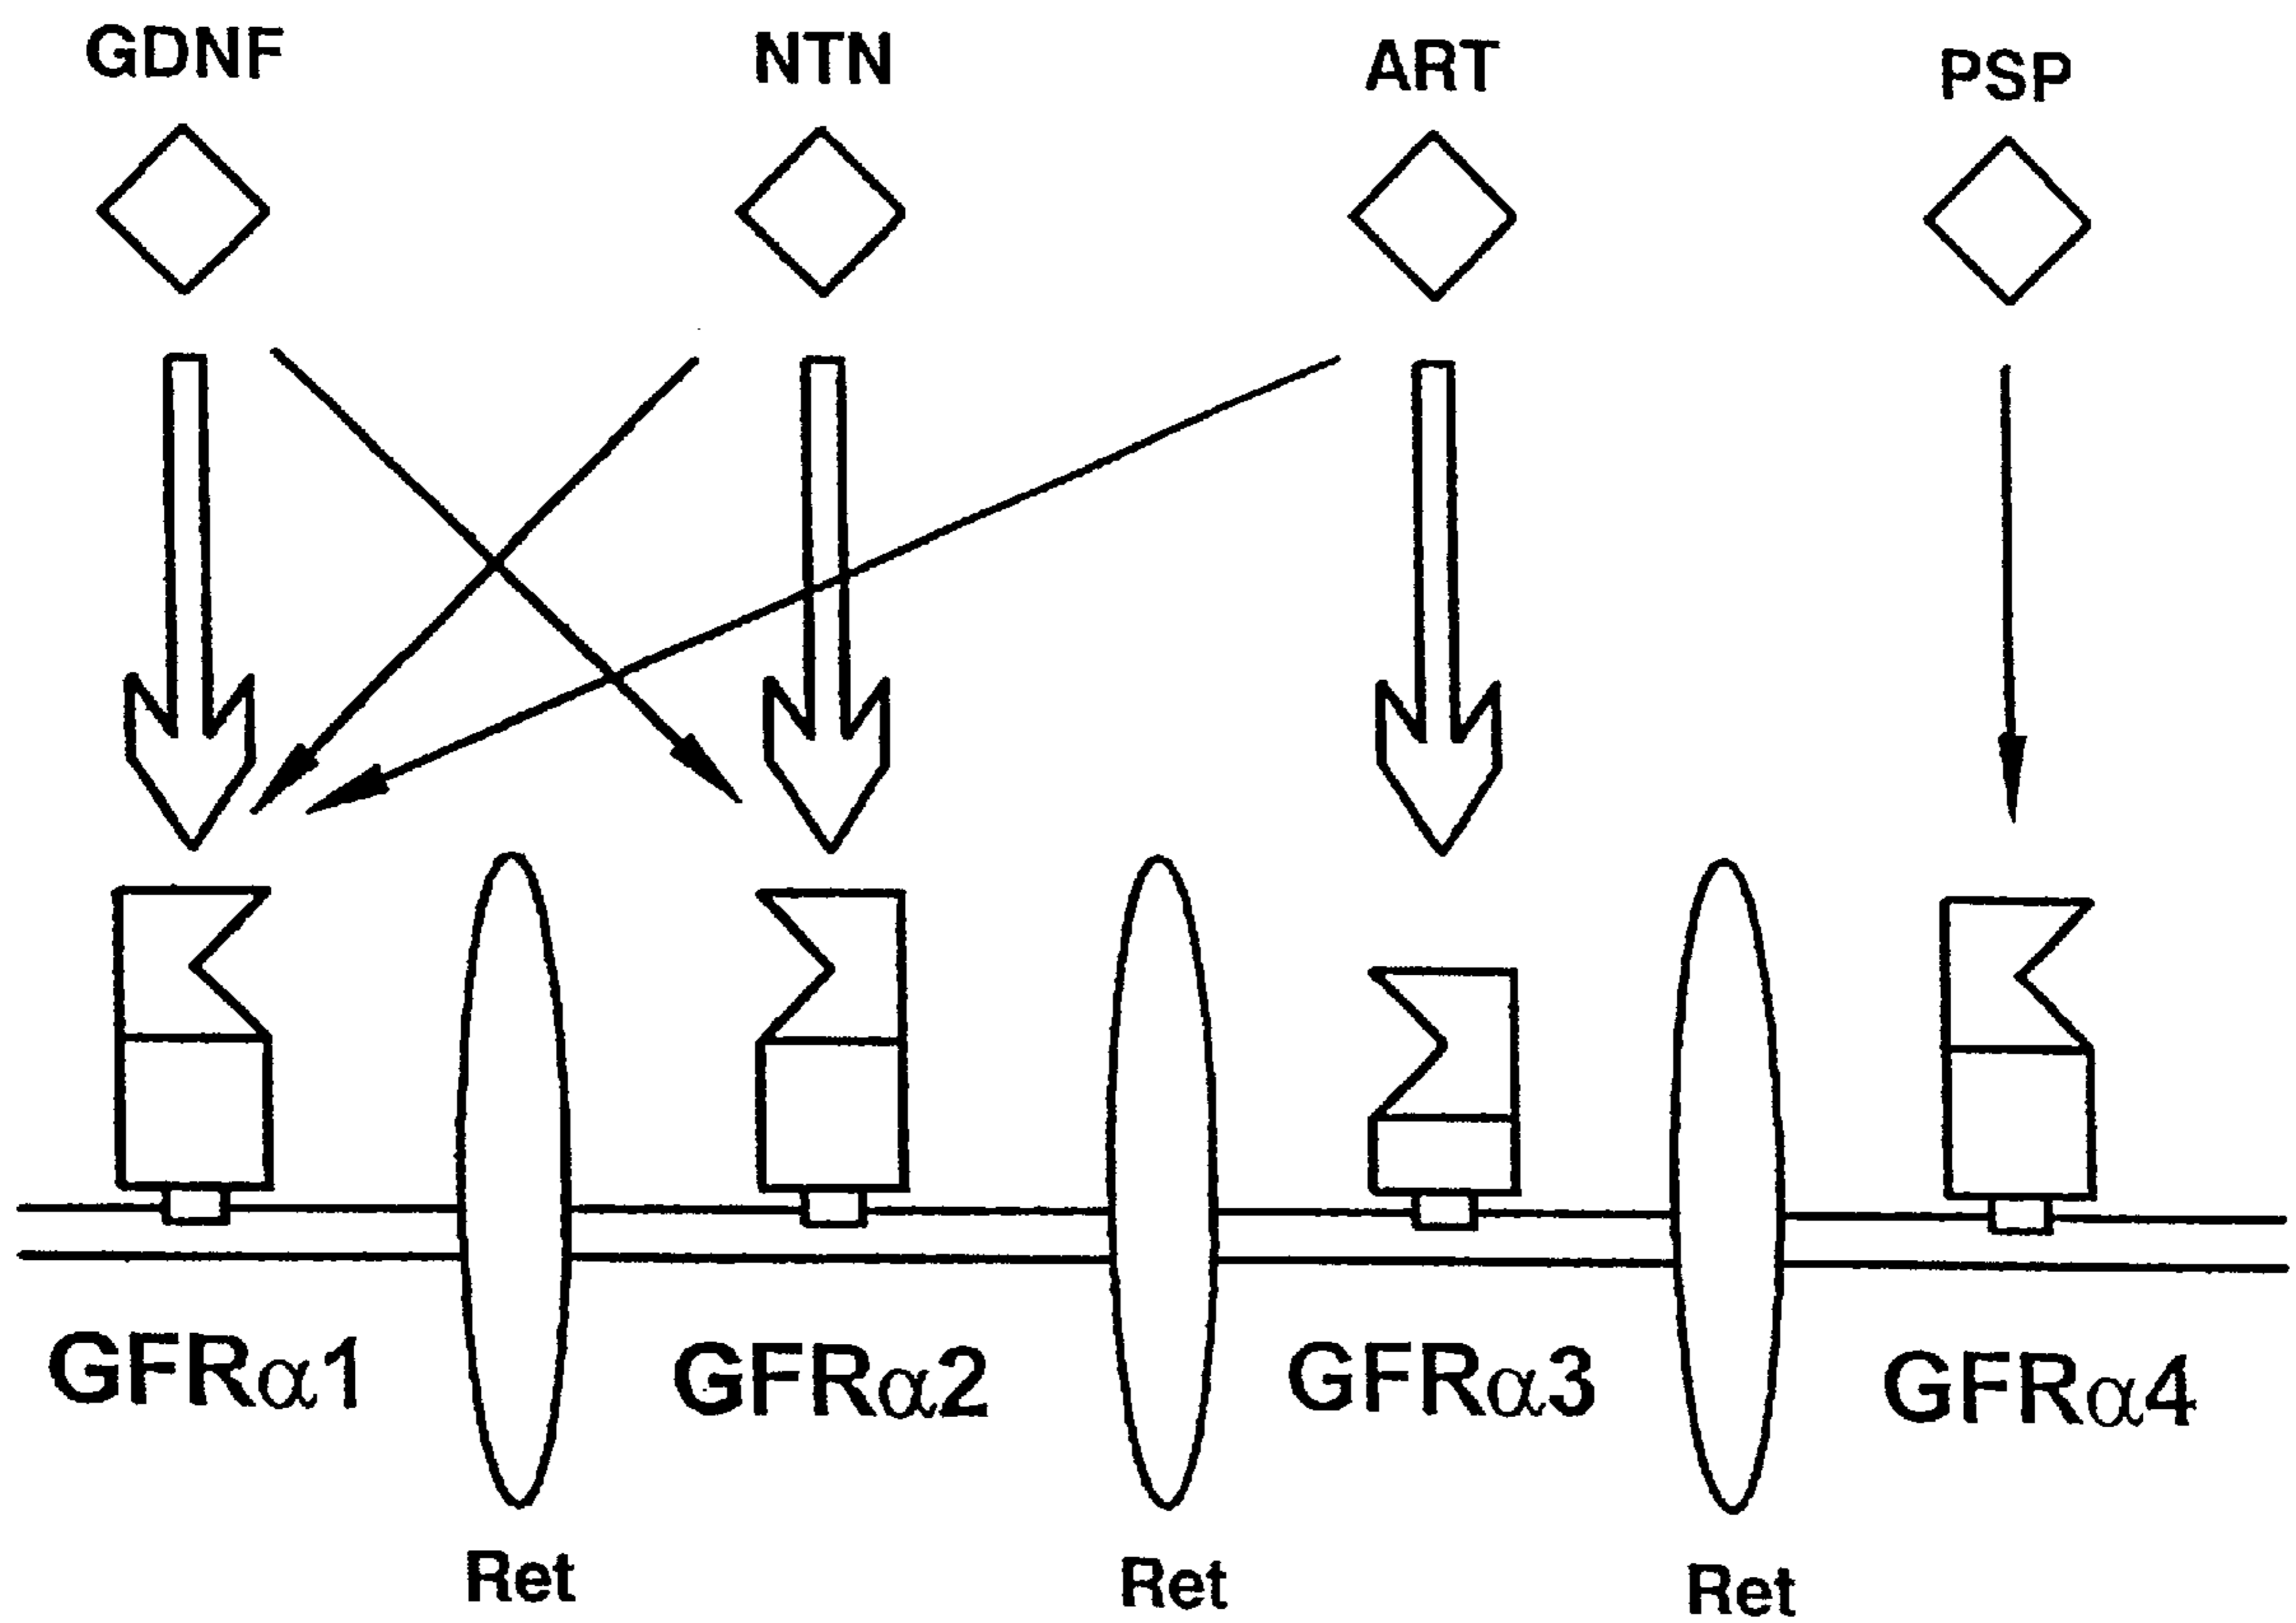 GDNF NTN ART PSP
GFRα1 GFRα2 GFRα3 GFRα4
Ret Ret Ret